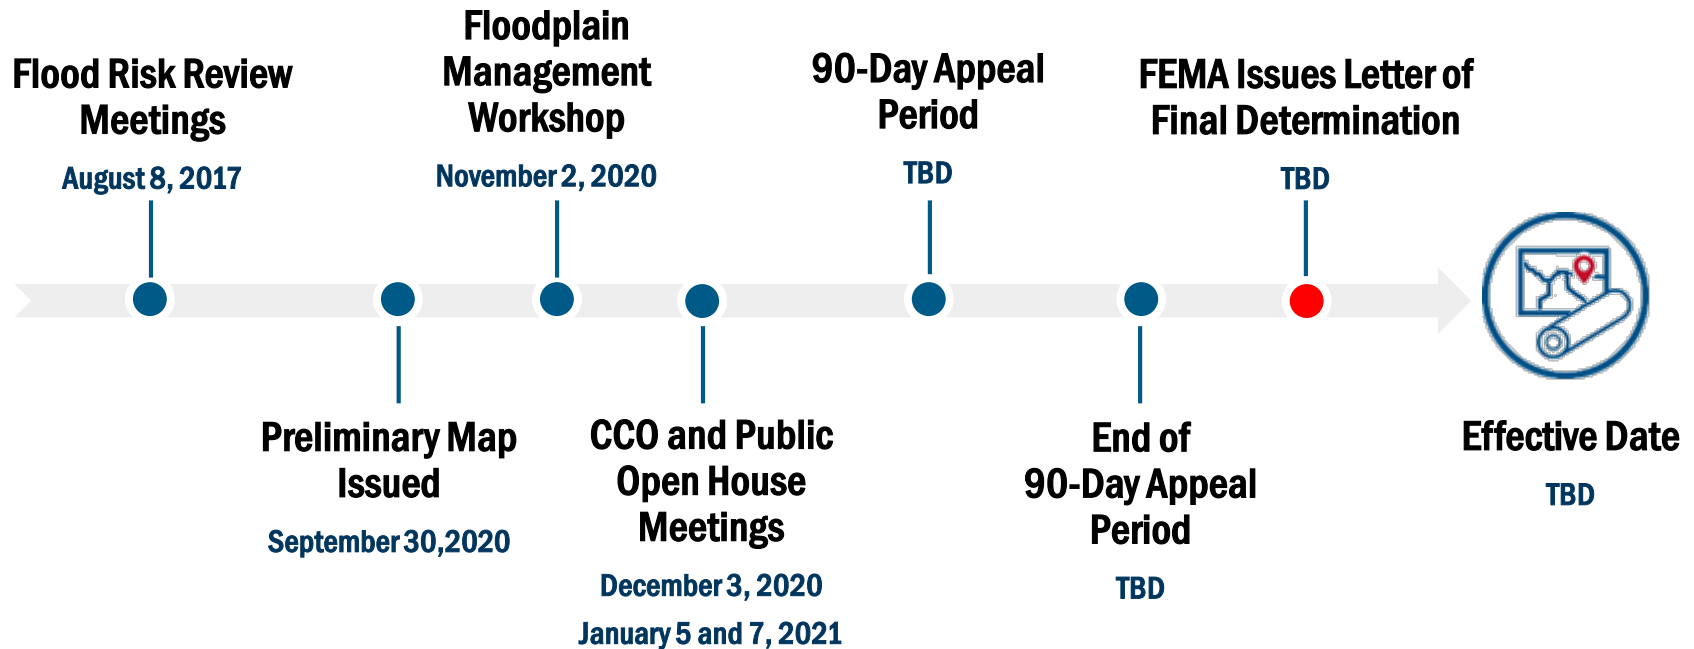 Flood Risk Review
Meetings
August 8, 2017
Preliminary Map
Issued
September 30,2020
Floodplain
Management
Workshop
November 2, 2020
CCO and Public
Open House
Meetings
December 3, 2020
January 5 and 7, 2021
90-Day Appeal
Period
TBD
End of
90-Day Appeal
Period
TBD
FEMA Issues Letter of
Final Determination
TBD
Effective Date
TBD